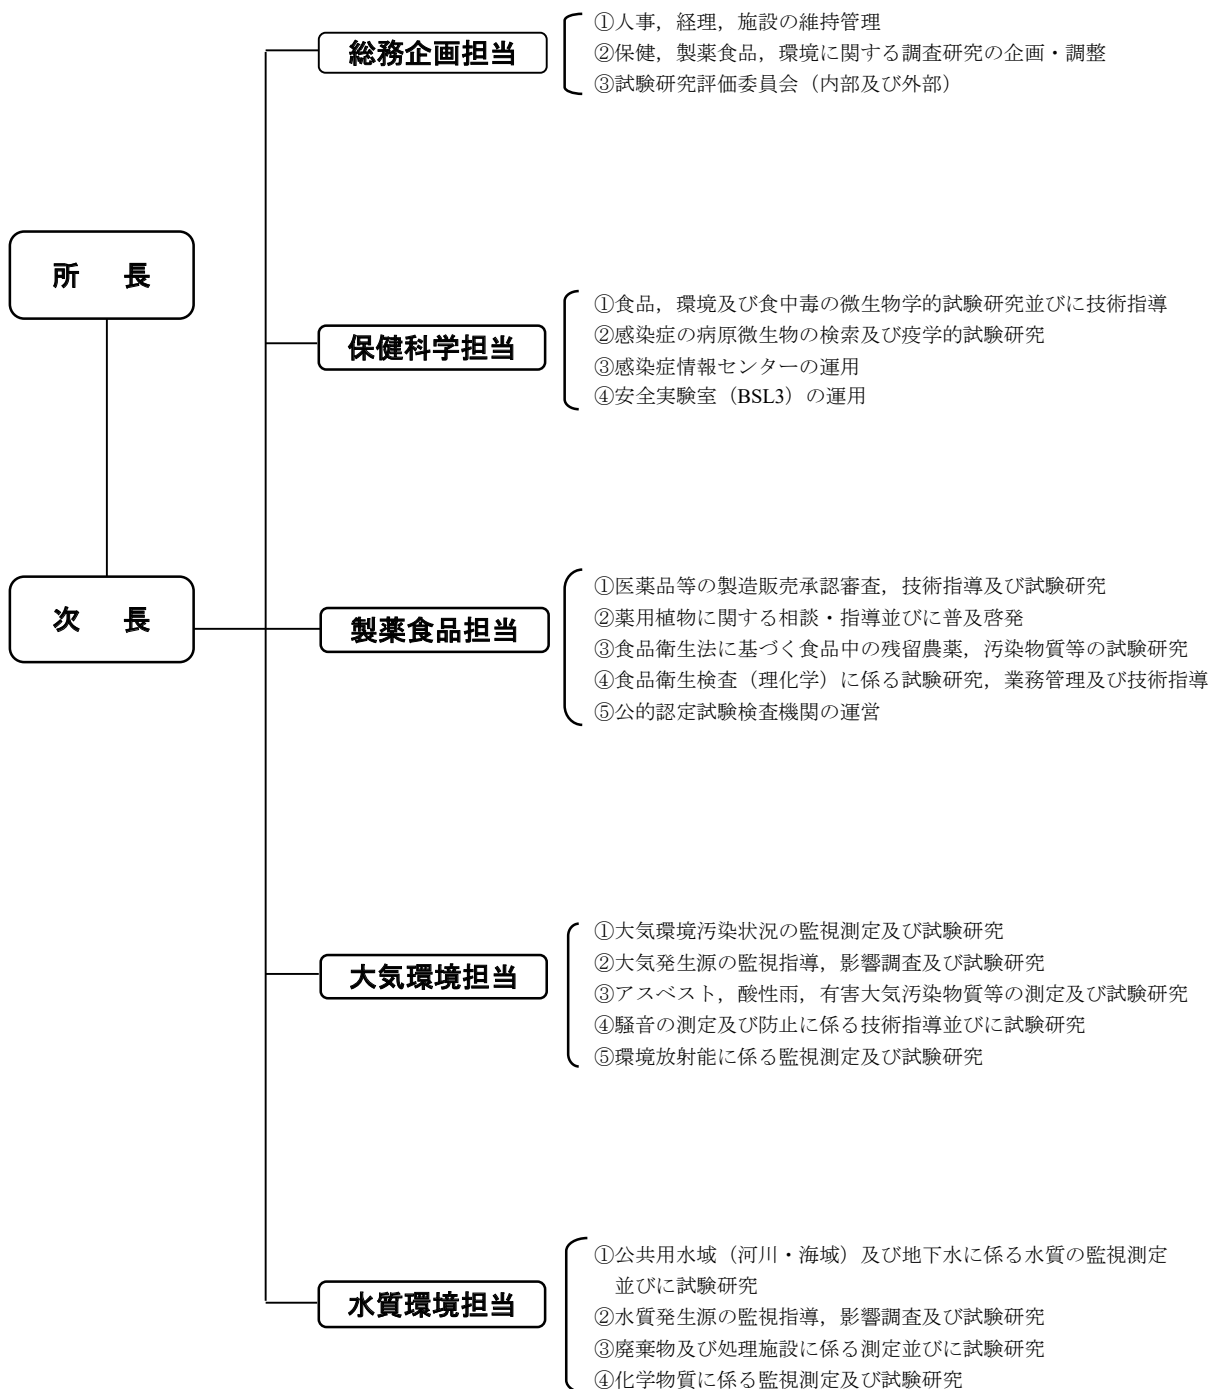 総務企画担当
①人事，経理，施設の維持管理
②保健，製薬食品，環境に関する調査研究の企画・調整
③試験研究評価委員会（内部及び外部）
所　長
保健科学担当
①食品，環境及び食中毒の微生物学的試験研究並びに技術指導
②感染症の病原微生物の検索及び疫学的試験研究
③感染症情報センターの運用
④安全実験室（BSL3）の運用
次　長
製薬食品担当
①医薬品等の製造販売承認審査，技術指導及び試験研究
②薬用植物に関する相談・指導並びに普及啓発
③食品衛生法に基づく食品中の残留農薬，汚染物質等の試験研究
④食品衛生検査（理化学）に係る試験研究，業務管理及び技術指導
⑤公的認定試験検査機関の運営
大気環境担当
①大気環境汚染状況の監視測定及び試験研究
②大気発生源の監視指導，影響調査及び試験研究
③アスベスト，酸性雨，有害大気汚染物質等の測定及び試験研究
④騒音の測定及び防止に係る技術指導並びに試験研究
⑤環境放射能に係る監視測定及び試験研究
水質環境担当
①公共用水域（河川・海域）及び地下水に係る水質の監視測定
並びに試験研究
②水質発生源の監視指導，影響調査及び試験研究
③廃棄物及び処理施設に係る測定並びに試験研究
④化学物質に係る監視測定及び試験研究